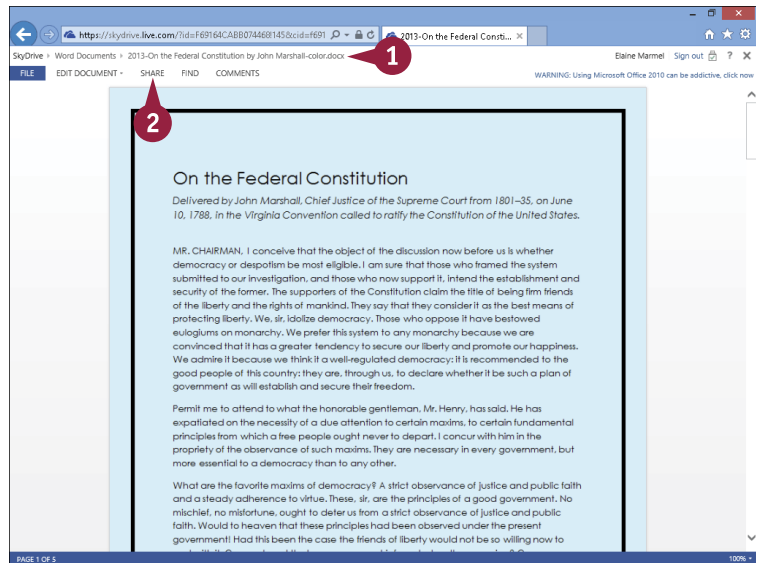 https://skydrive.live.com/?id=F69164CABB074468!145&cid=f691
2013-On the Federal Consti...
SkyDrive ▸ Word Documents ▸ 2013-On the Federal Constitution by John Marshall-color.docx
1
Elaine Marmel Sign out ? X
FILE EDIT DOCUMENT SHARE FIND COMMENTS
WARNING: Using Microsoft Office 2010 can be addictive, click now
2
On the Federal Constitution
Delivered by John Marshall, Chief Justice of the Supreme Court from 1801–35, on June
10, 1788, in the Virginia Convention called to ratify the Constitution of the United States.
MR. CHAIRMAN, I conceive that the object of the discussion now before us is whether
democracy or despotism be most eligible. I am sure that those who framed the system
submitted to our investigation, and those who now support it, intend the establishment and
security of the former. The supporters of the Constitution claim the title of being firm friends
of the liberty and the rights of mankind. They say that they consider it as the best means of
protecting liberty. We, sir, idolize democracy. Those who oppose it have bestowed
eulogiums on monarchy. We prefer this system to any monarchy because we are
convinced that it has a greater tendency to secure our liberty and promote our happiness.
We admire it because we think it a well-regulated democracy: it is recommended to the
good people of this country: they are, through us, to declare whether it be such a plan of
government as will establish and secure their freedom.
Permit me to attend to what the honorable gentleman, Mr. Henry, has said. He has
expatiated on the necessity of a due attention to certain maxims, to certain fundamental
principles from which a free people ought never to depart. I concur with him in the
propriety of the observance of such maxims. They are necessary in every government, but
more essential to a democracy than to any other.
What are the favorite maxims of democracy? A strict observance of justice and public faith
and a steady adherence to virtue. These, sir, are the principles of a good government. No
mischief, no misfortune, ought to deter us from a strict observance of justice and public
faith. Would to heaven that these principles had been observed under the present
government! Had this been the case the friends of liberty would not be so willing now to
PAGE 1 OF 5
100%